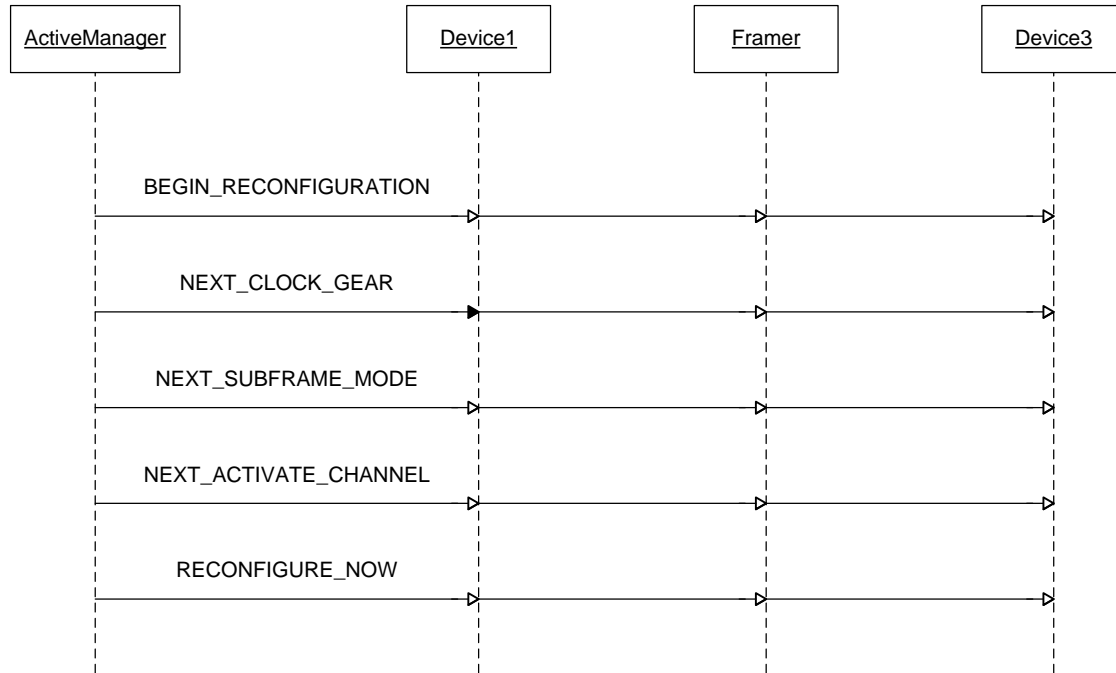 ActiveManager
Device1
Framer
Device3
BEGIN_RECONFIGURATION
NEXT_CLOCK_GEAR
NEXT_SUBFRAME_MODE
NEXT_ACTIVATE_CHANNEL
RECONFIGURE_NOW